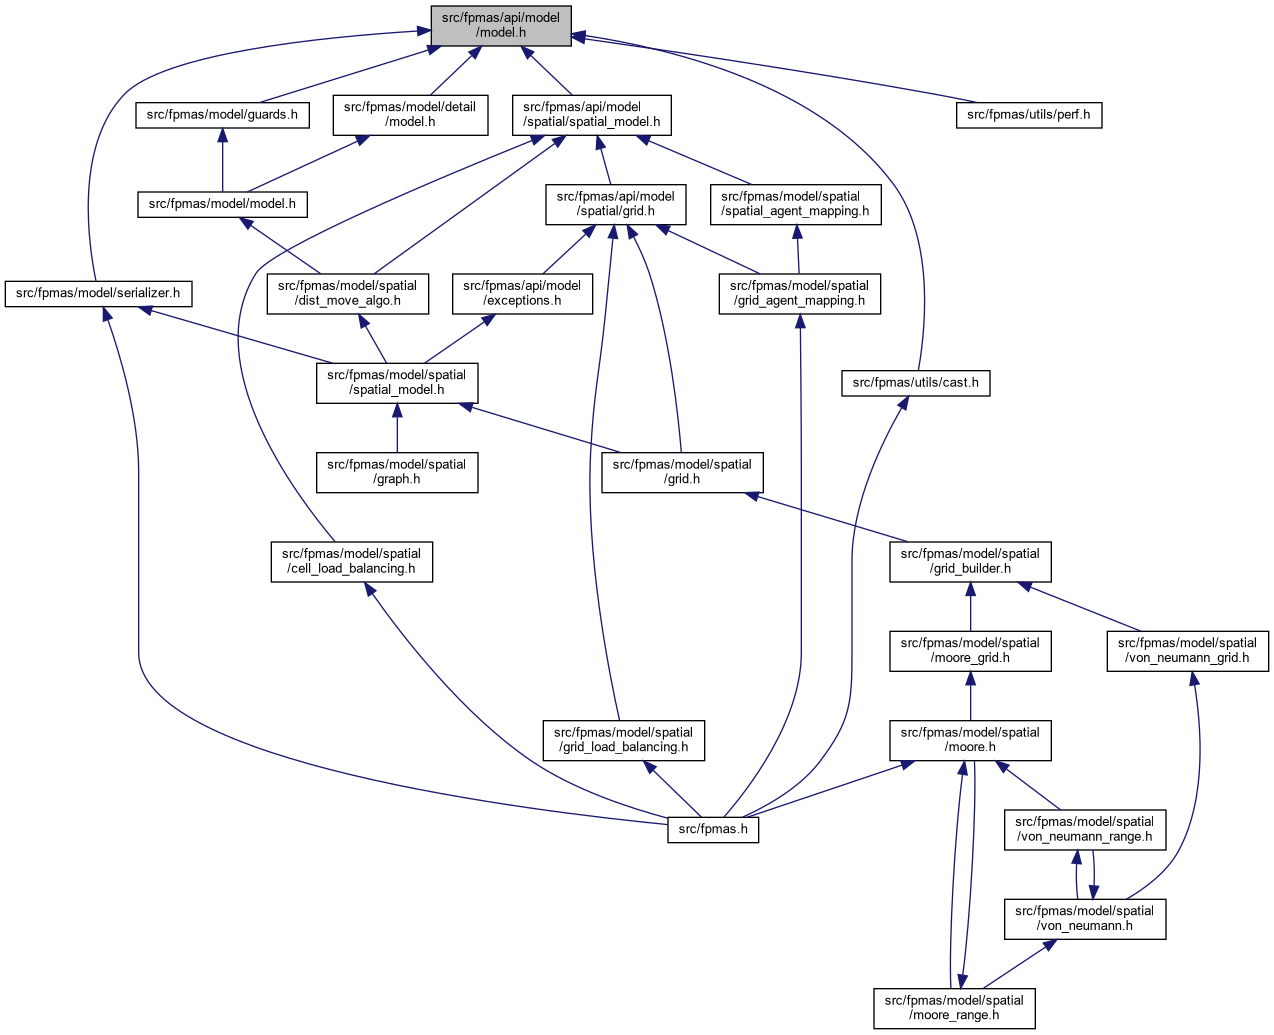 src/fpmas/api/model
/model.h
src/fpmas/model/guards.h
src/fpmas/model/detail
/model.h
src/fpmas/api/model
/spatial/spatial_model.h
src/fpmas/utils/perf.h
src/fpmas/model/model.h
src/fpmas/api/model
/spatial/grid.h
src/fpmas/model/spatial
/spatial_agent_mapping.h
src/fpmas/model/serializer.h
src/fpmas/model/spatial
/dist_move_algo.h
src/fpmas/api/model
/exceptions.h
src/fpmas/model/spatial
/grid_agent_mapping.h
src/fpmas/model/spatial
/spatial_model.h
src/fpmas/utils/cast.h
src/fpmas/model/spatial
/graph.h
src/fpmas/model/spatial
/grid.h
src/fpmas/model/spatial
/cell_load_balancing.h
src/fpmas/model/spatial
/grid_builder.h
src/fpmas/model/spatial
/moore_grid.h
src/fpmas/model/spatial
/von_neumann_grid.h
src/fpmas/model/spatial
/grid_load_balancing.h
src/fpmas/model/spatial
/moore.h
src/fpmas.h
src/fpmas/model/spatial
/von_neumann_range.h
src/fpmas/model/spatial
/von_neumann.h
src/fpmas/model/spatial
/moore_range.h